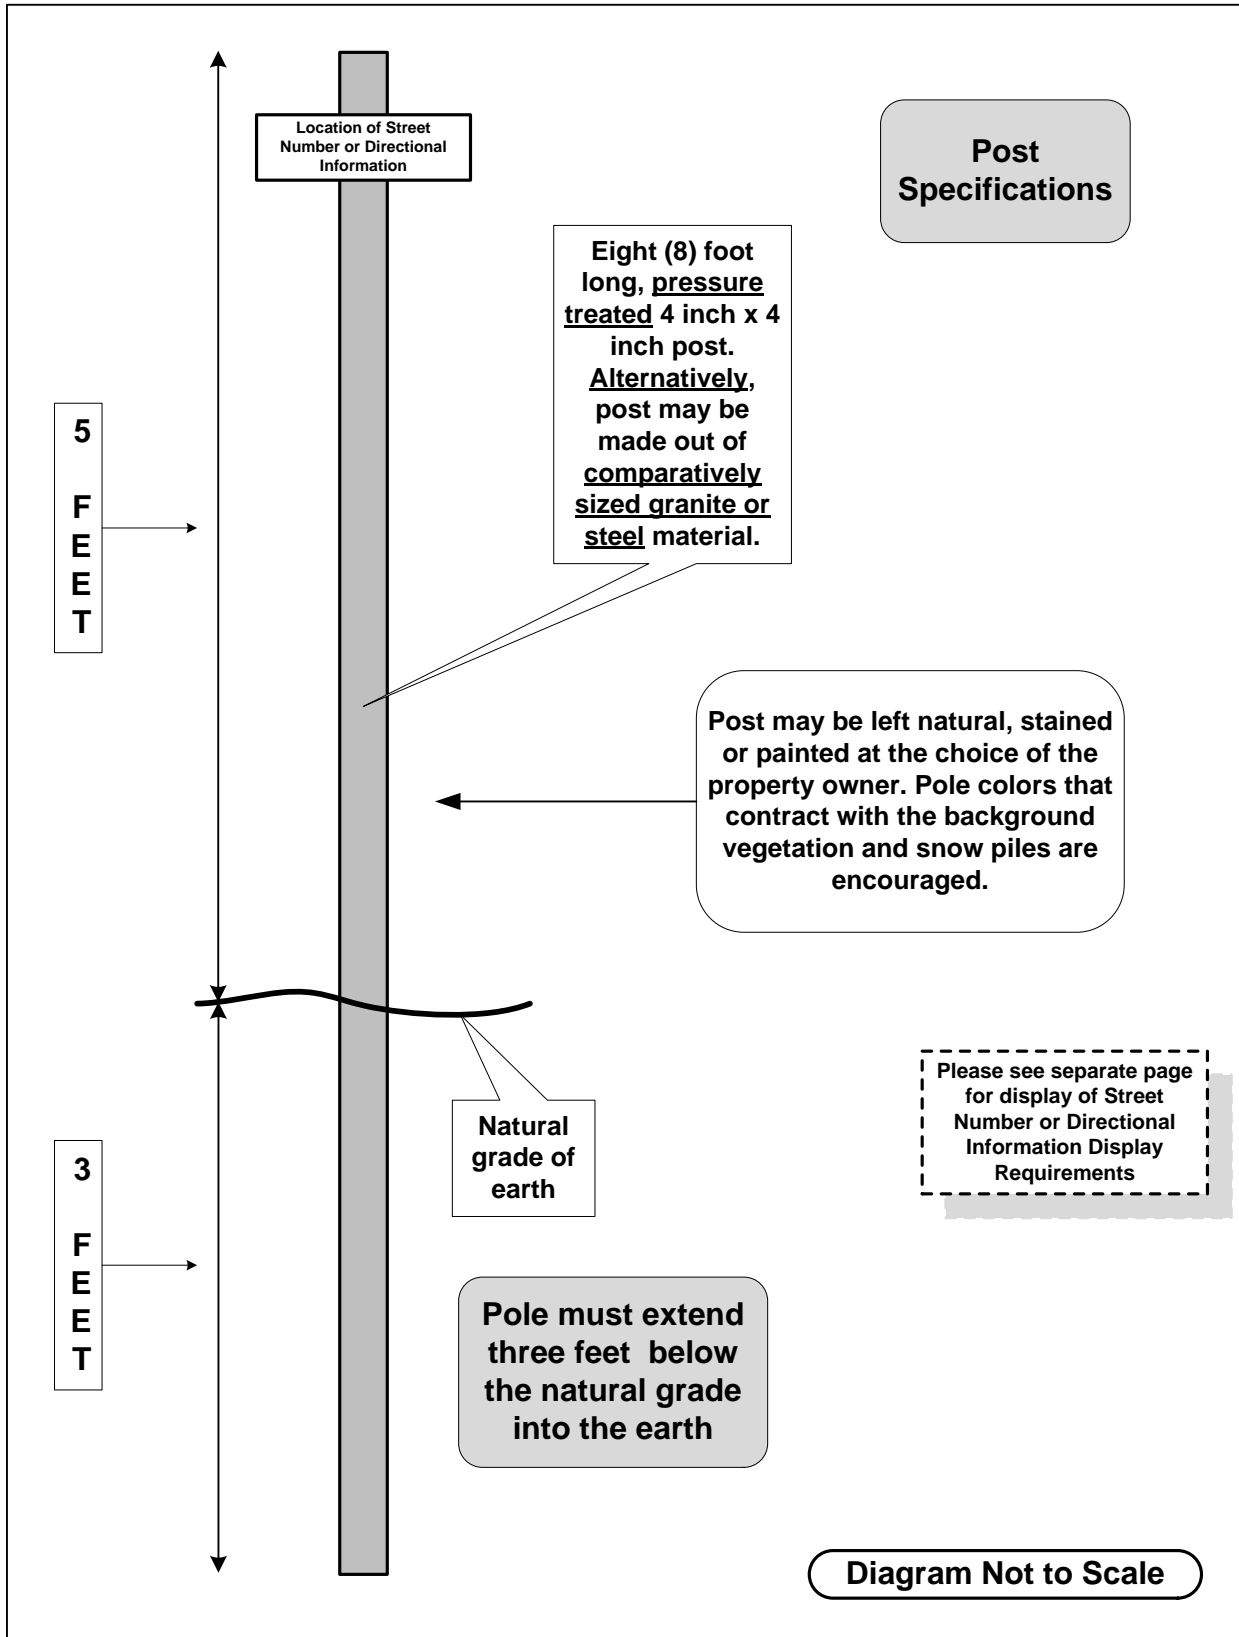 Location of Street
Number or Directional
Information
Post
Specifications
Eight (8) foot
long, pressure
treated 4 inch x 4
inch post.
Alternatively,
post may be
made out of
comparatively
sized granite or
steel material.
5
F
E
E
T
Post may be left natural, stained
or painted at the choice of the
property owner. Pole colors that
contract with the background
vegetation and snow piles are
encouraged.
Natural
grade of
earth
Please see separate page
for display of Street
Number or Directional
Information Display
Requirements
3
F
E
E
T
Pole must extend
three feet  below
the natural grade
into the earth
Diagram Not to Scale